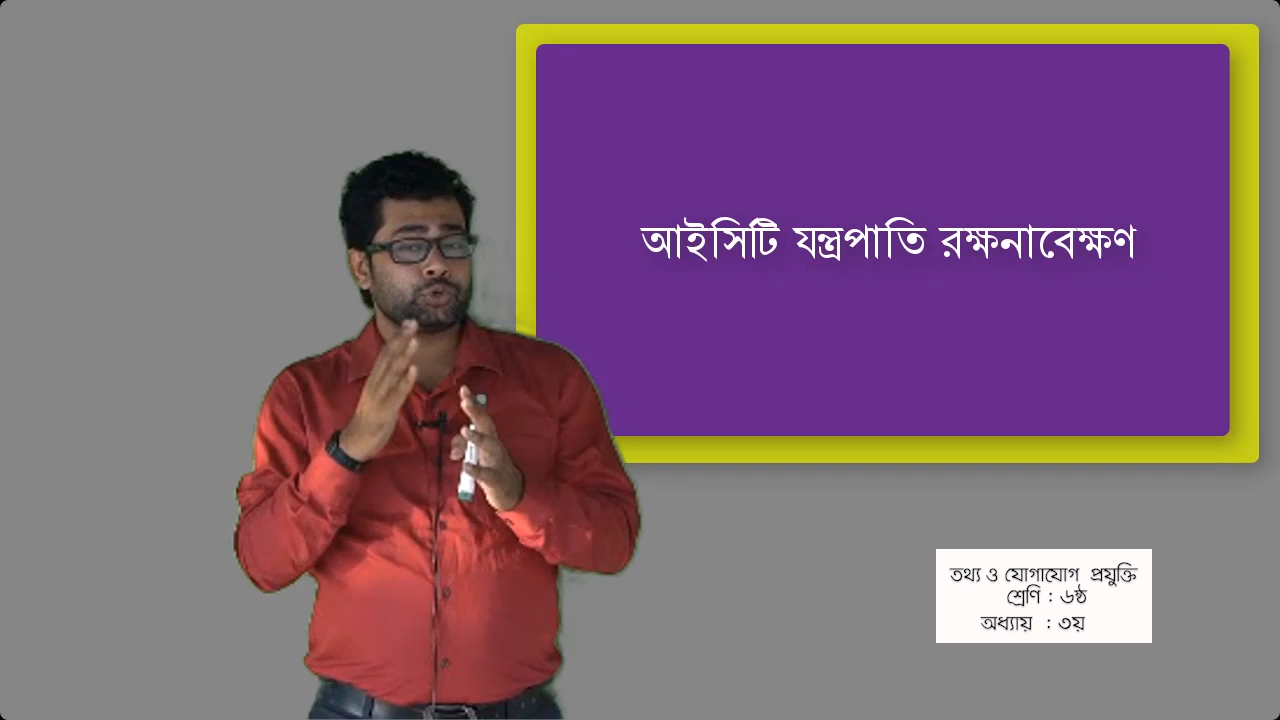 আইসিটি যন্ত্রপাতি রক্ষনাবেক্ষণ
তথ্য ও যোগাযোগ প্রযুক্তি
শ্রেণি : ৬ষ্ঠ
অধ্যায় : ৩য়